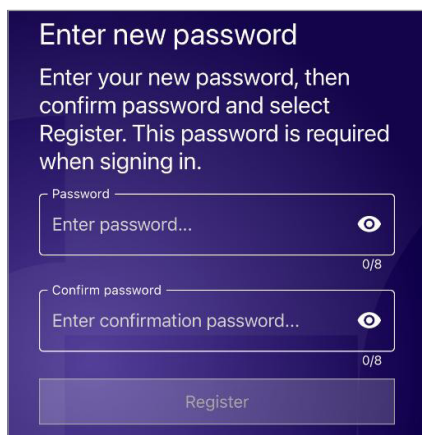 Enter new password
Enter your new password, then
confirm password and select
Register. This password is required
when signing in.
Password
Enter password...
0/8
Confirm password
Enter confirmation password...
0/8
Register